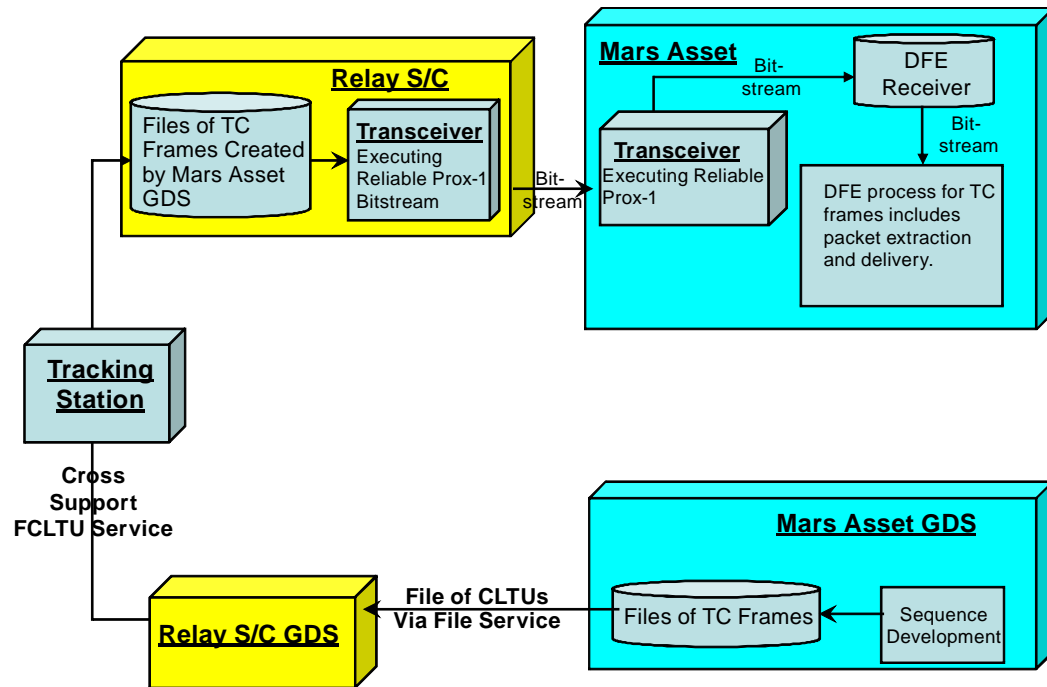 Relay S/C
Files of TC
Frames Created
by Mars Asset
GDS
Transceiver
Executing
Reliable Prox-1
Bitstream
Bit-
stream
Mars Asset
Bit-
stream
DFE
Receiver
Transceiver
Executing Reliable
Prox-1
Bit-
stream
DFE process for TC
frames includes
packet extraction
and delivery.
Tracking
Station
Cross
Support
FCLTU Service
Relay S/C GDS
File of CLTUs
Via File Service
Mars Asset GDS
Files of TC Frames
Sequence
Development